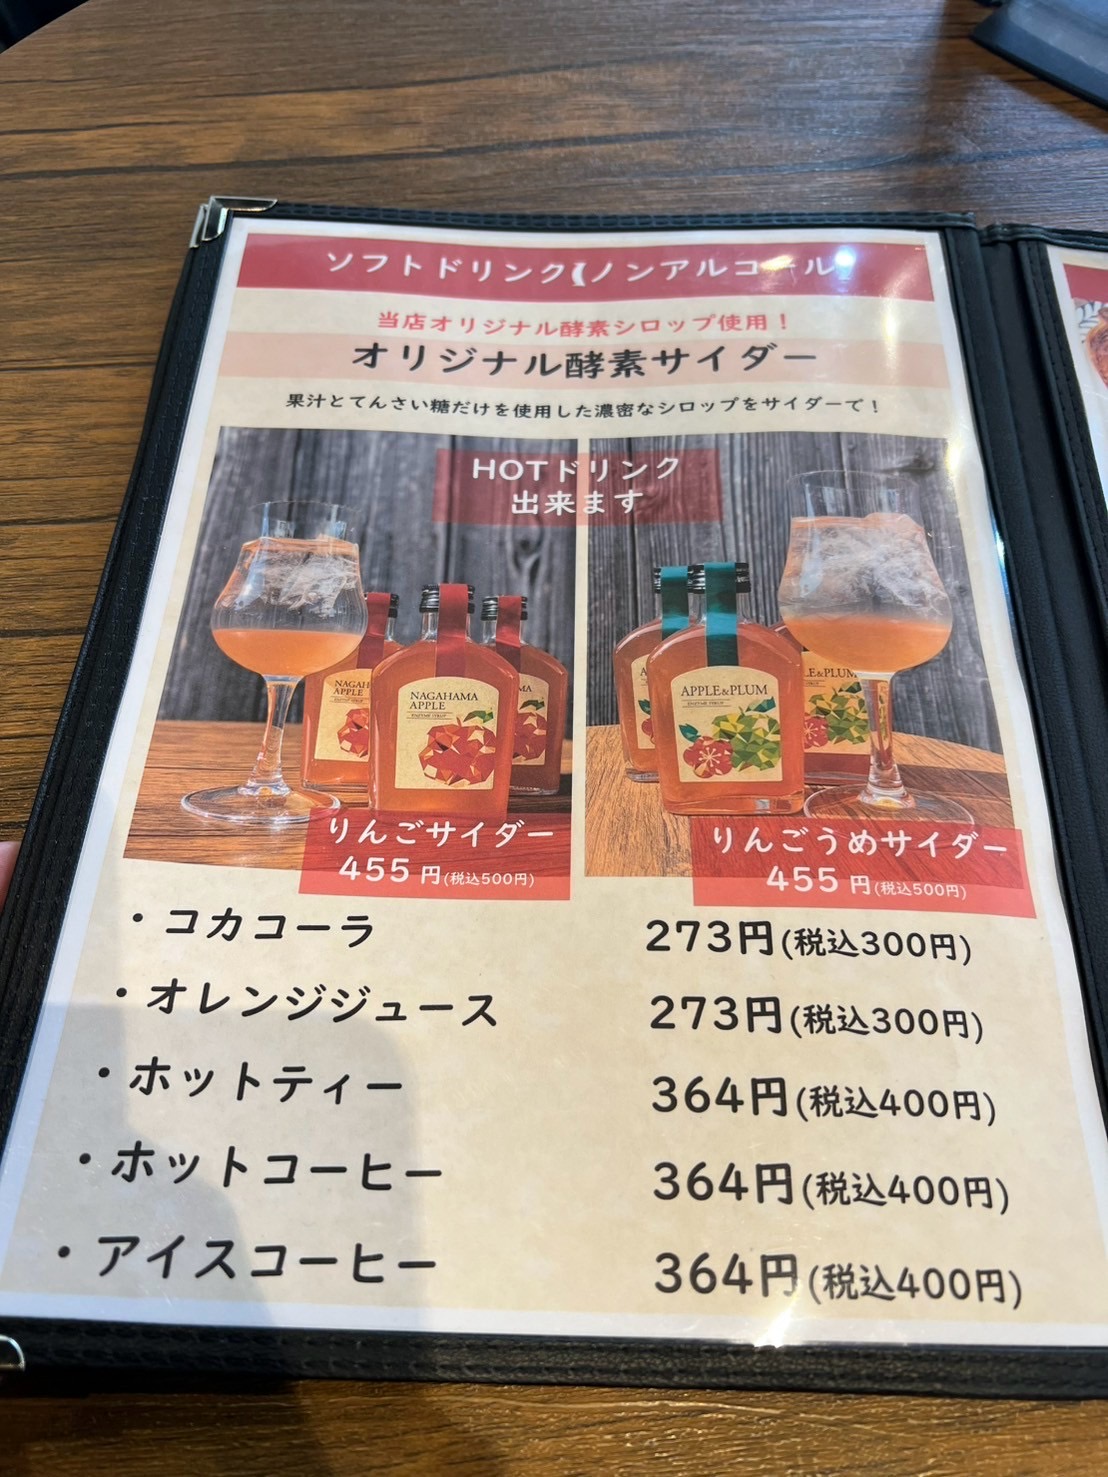 ソフトドリンク(ノンアルコール)
当店オリジナル酵素シロップ使用！
オリジナル酵素サイダー
果汁とてんさい糖だけを使用した濃密なシロップをサイダーで！
HOTドリンク
出来ます
NAGAHAMA
APPLE
ENZYME SYRUP
APPLE&PLUM
ENZYME SYRUP
りんごサイダー
455円(税込500円)
りんごうめサイダー
455円(税込500円)
・コカコーラ 273円(税込300円)
・オレンジジュース 273円(税込300円)
・ホットティー 364円(税込400円)
・ホットコーヒー 364円(税込400円)
・アイスコーヒー 364円(税込400円)